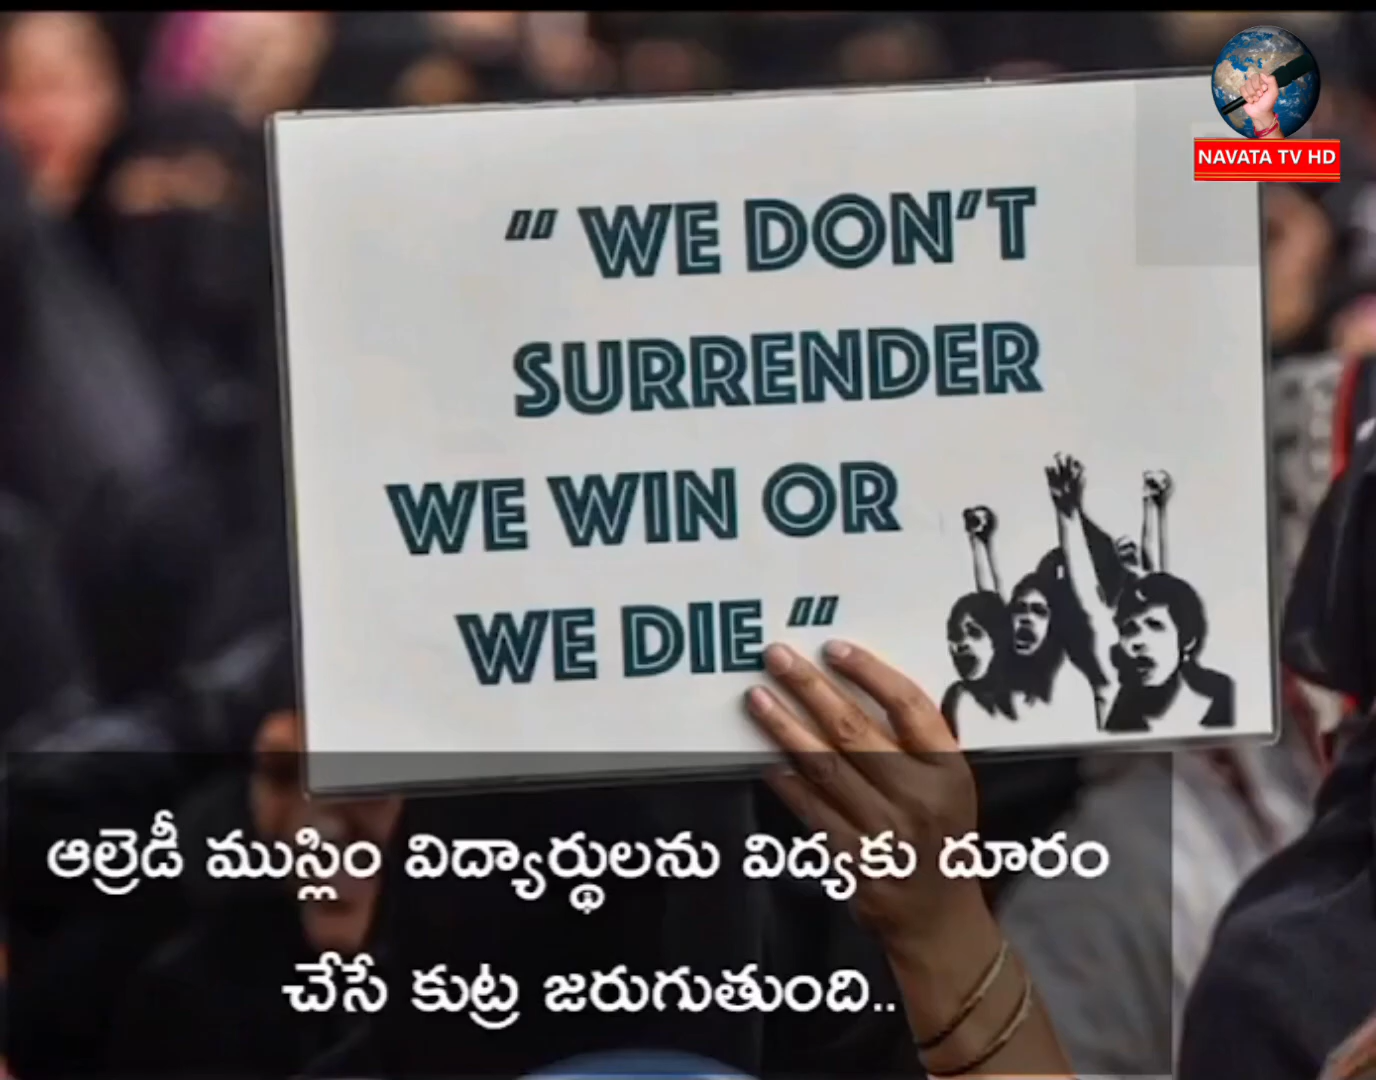 NAVATA TV HD
" WE DON'T
SURRENDER
WE WIN OR
WE DIE "
ఆల్రెడీ ముస్లిం విద్యార్థులను విద్యకు దూరం
చేసే కుట్ర జరుగుతుంది..